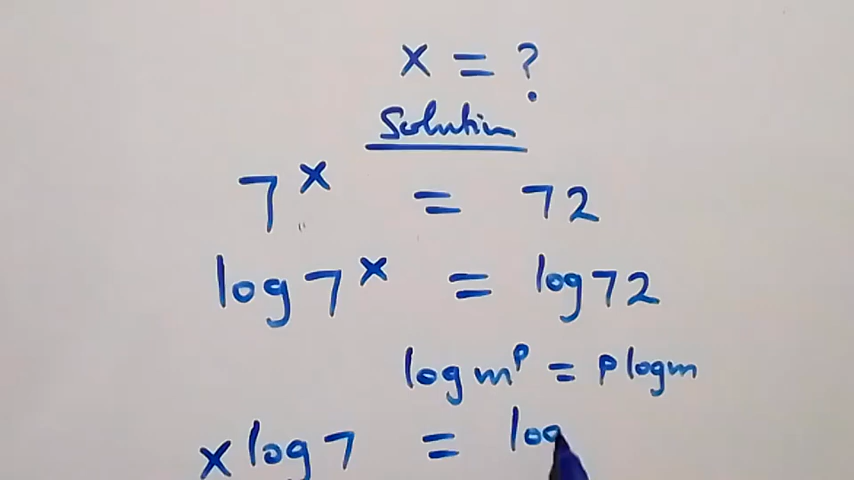 x = ?
Solution
7^x = 72
log 7^x = log 72
log m^p = p log m
x log 7 = log